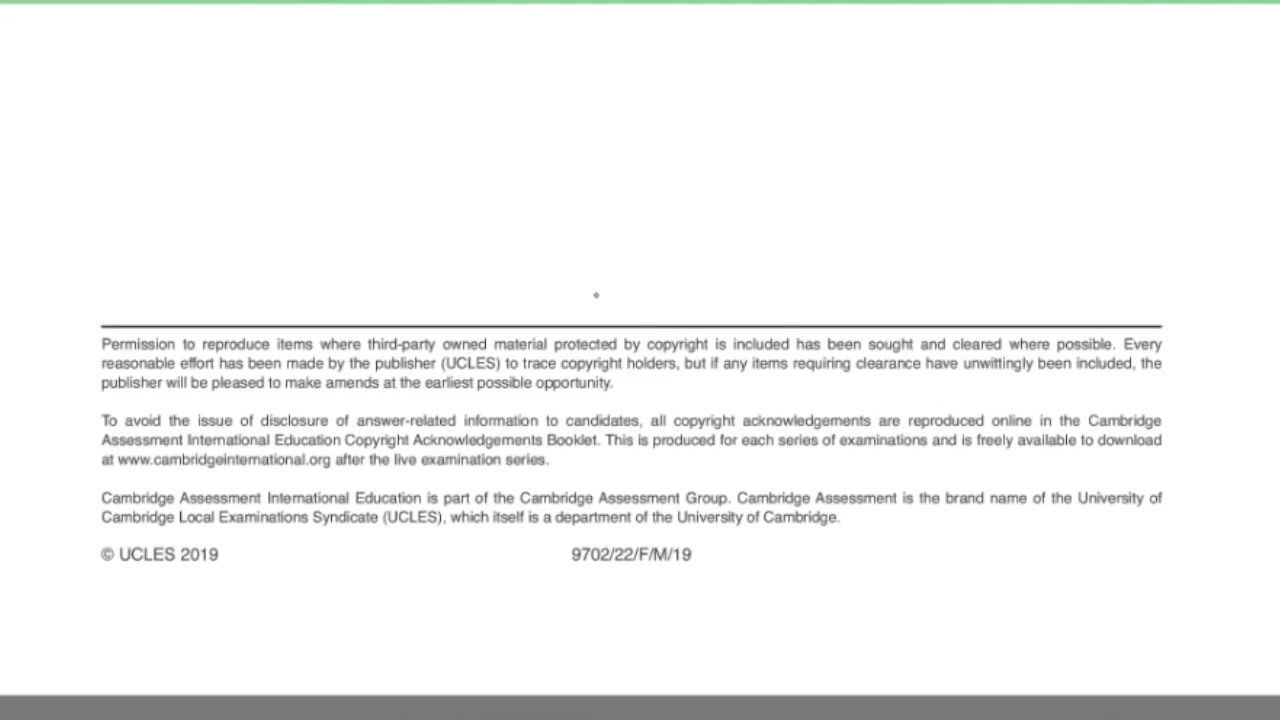 Permission to reproduce items where third-party owned material protected by copyright is included has been sought and cleared where possible. Every
reasonable effort has been made by the publisher (UCLES) to trace copyright holders, but if any items requiring clearance have unwittingly been included, the
publisher will be pleased to make amends at the earliest possible opportunity.
To avoid the issue of disclosure of answer-related information to candidates, all copyright acknowledgements are reproduced online in the Cambridge
Assessment International Education Copyright Acknowledgements Booklet. This is produced for each series of examinations and is freely available to download
at www.cambridgeinternational.org after the live examination series.
Cambridge Assessment International Education is part of the Cambridge Assessment Group. Cambridge Assessment is the brand name of the University of
Cambridge Local Examinations Syndicate (UCLES), which itself is a department of the University of Cambridge.
© UCLES 2019 9702/22/F/M/19